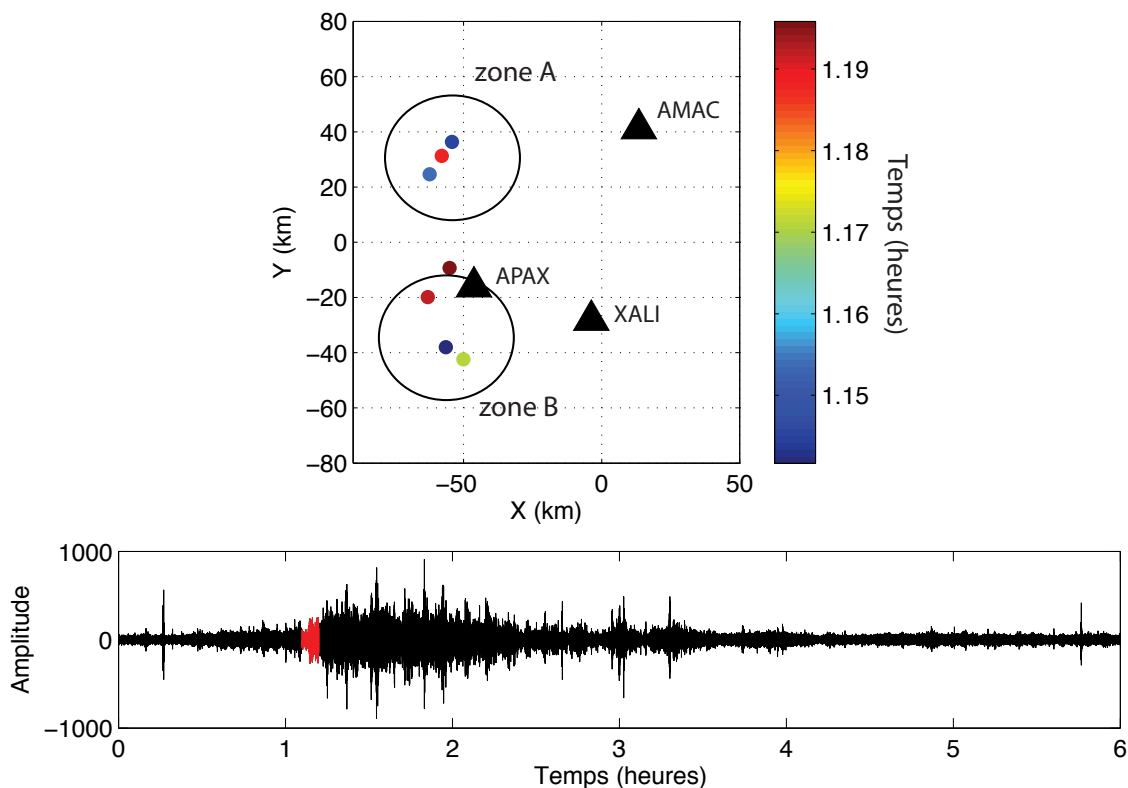 80
60
40
20
0
−20
−40
−60
−80
Y (km)
−50
0
50
X (km)
zone A
AMAC
APAX
XALI
zone B
1.19
1.18
1.17
1.16
1.15
Temps (heures)
1000
0
−1000
Amplitude
0
1
2
3
4
5
6
Temps (heures)